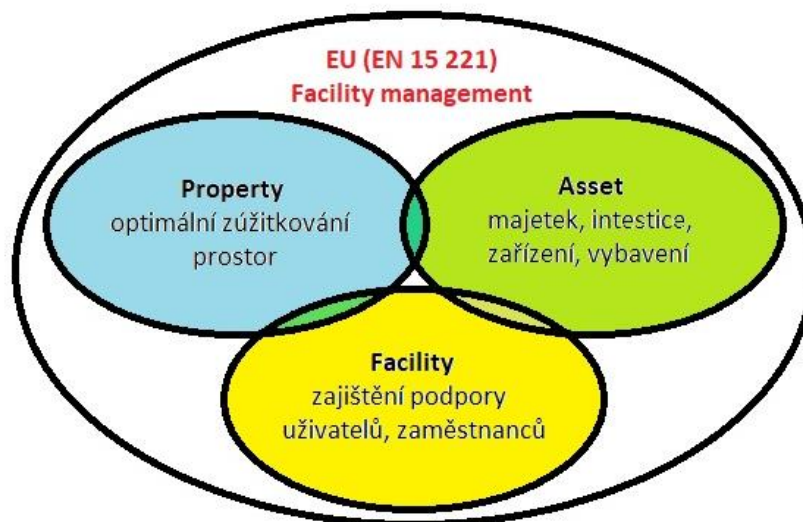 EU (EN 15 221)
Facility management
Property
optimální zúžitkování
prostor
Asset
majetek, intestice,
zařízení, vybavení
Facility
zajištění podpory
uživatelů, zaměstnanců